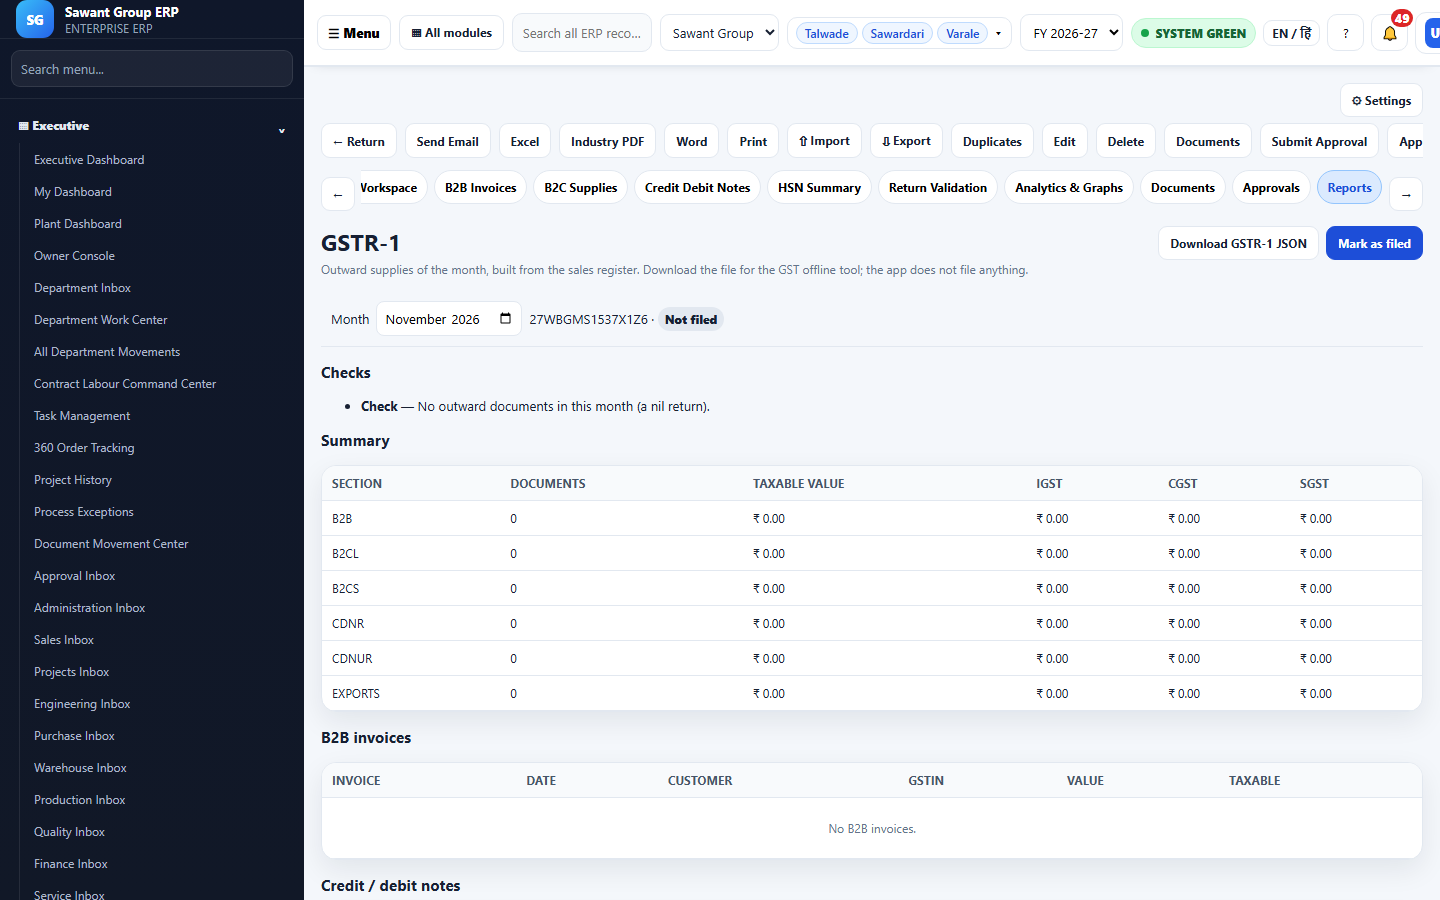 SG
Sawant Group ERP
ENTERPRISE ERP
Search menu...
Executive
Executive Dashboard
My Dashboard
Plant Dashboard
Owner Console
Department Inbox
Department Work Center
All Department Movements
Contract Labour Command Center
Task Management
360 Order Tracking
Project History
Process Exceptions
Document Movement Center
Approval Inbox
Administration Inbox
Sales Inbox
Projects Inbox
Engineering Inbox
Purchase Inbox
Warehouse Inbox
Production Inbox
Quality Inbox
Finance Inbox
Service Inbox
☰ Menu All modules Search all ERP reco... Sawant Group Talwade Sawardari Varale FY 2026-27 SYSTEM GREEN EN / हिं ? 49 U
⚙ Settings
← Return Send Email Excel Industry PDF Word Print ⇧ Import ⇩ Export Duplicates Edit Delete Documents Submit Approval App
← Workspace B2B Invoices B2C Supplies Credit Debit Notes HSN Summary Return Validation Analytics & Graphs Documents Approvals Reports →
GSTR-1 Download GSTR-1 JSON Mark as filed
Outward supplies of the month, built from the sales register. Download the file for the GST offline tool; the app does not file anything.
Month November 2026 27WBGMS1537X1Z6 · Not filed
Checks
• Check — No outward documents in this month (a nil return).
Summary
SECTION DOCUMENTS TAXABLE VALUE IGST CGST SGST
B2B 0 ₹ 0.00 ₹ 0.00 ₹ 0.00 ₹ 0.00
B2CL 0 ₹ 0.00 ₹ 0.00 ₹ 0.00 ₹ 0.00
B2CS 0 ₹ 0.00 ₹ 0.00 ₹ 0.00 ₹ 0.00
CDNR 0 ₹ 0.00 ₹ 0.00 ₹ 0.00 ₹ 0.00
CDNUR 0 ₹ 0.00 ₹ 0.00 ₹ 0.00 ₹ 0.00
EXPORTS 0 ₹ 0.00 ₹ 0.00 ₹ 0.00 ₹ 0.00
B2B invoices
INVOICE DATE CUSTOMER GSTIN VALUE TAXABLE
No B2B invoices.
Credit / debit notes